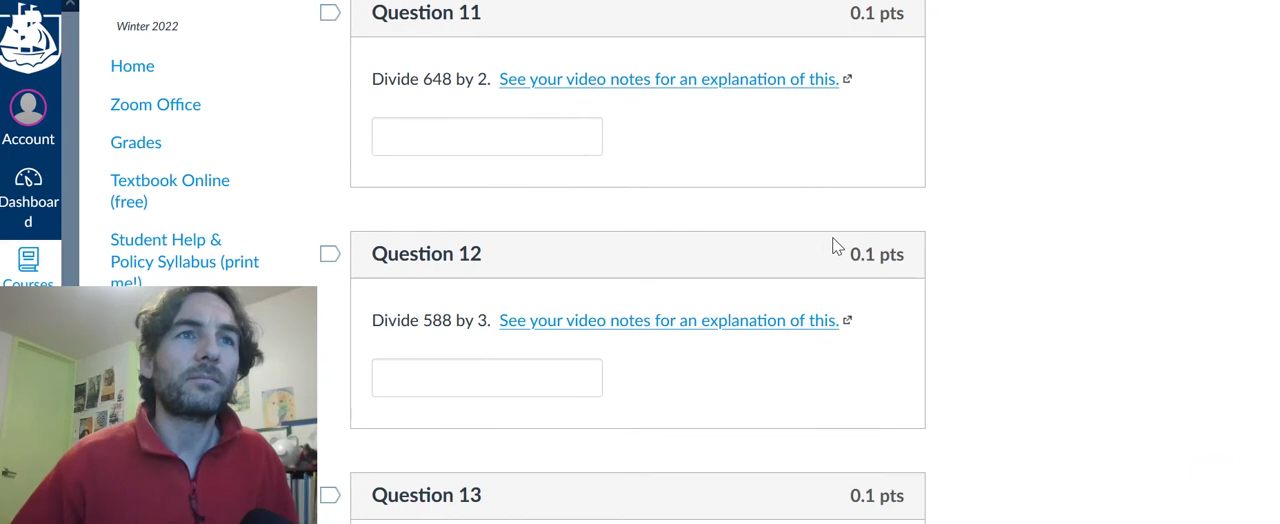 Winter 2022
Home
Zoom Office
Grades
Textbook Online
(free)
Student Help &
Policy Syllabus (print
me!)
Account
Dashboar
d
Courses
Question 11
0.1 pts
Divide 648 by 2. See your video notes for an explanation of this.
Question 12
0.1 pts
Divide 588 by 3. See your video notes for an explanation of this.
Question 13
0.1 pts